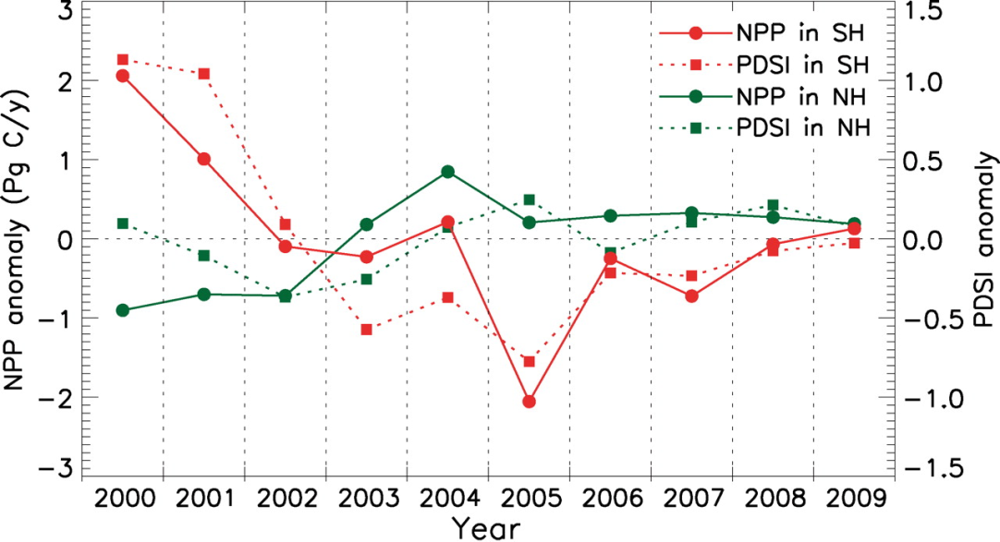 3
2
1
0
−1
−2
−3
NPP anomaly (Pg C/y)
NPP in SH
PDSI in SH
NPP in NH
PDSI in NH
1.5
1.0
0.5
0.0
−0.5
−1.0
−1.5
PDSI anomaly
2000 2001 2002 2003 2004 2005 2006 2007 2008 2009
Year